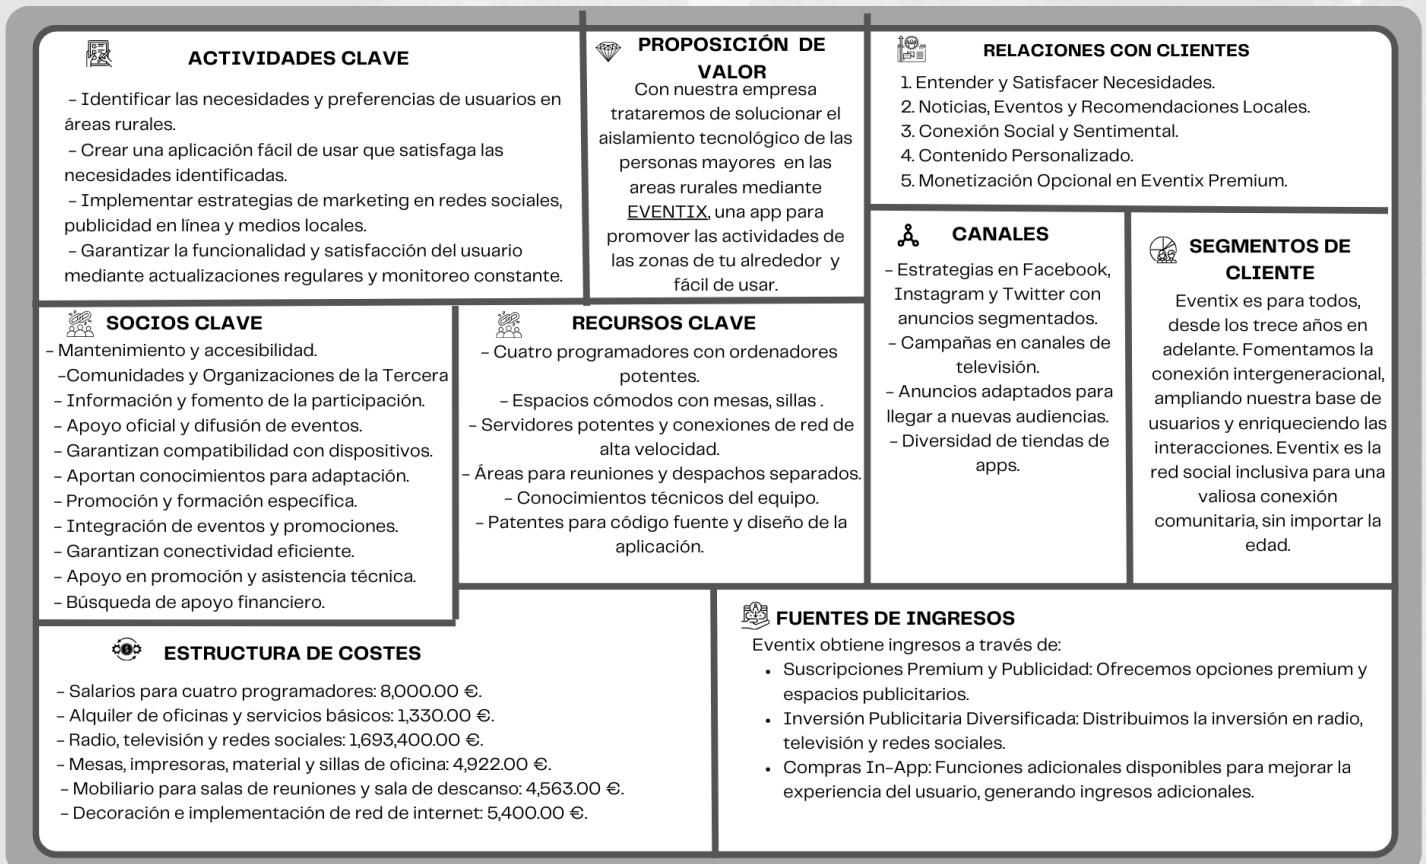 ACTIVIDADES CLAVE
- Identificar las necesidades y preferencias de usuarios en
áreas rurales.
- Crear una aplicación fácil de usar que satisfaga las
necesidades identificadas.
- Implementar estrategias de marketing en redes sociales,
publicidad en línea y medios locales.
- Garantizar la funcionalidad y satisfacción del usuario
mediante actualizaciones regulares y monitoreo constante.
PROPOSICIÓN DE
VALOR
Con nuestra empresa
trataremos de solucionar el
aislamiento tecnológico de las
personas mayores en las
areas rurales mediante
EVENTIX, una app para
promover las actividades de
las zonas de tu alrededor y
fácil de usar.
RELACIONES CON CLIENTES
1. Entender y Satisfacer Necesidades.
2. Noticias, Eventos y Recomendaciones Locales.
3. Conexión Social y Sentimental.
4. Contenido Personalizado.
5. Monetización Opcional en Eventix Premium.
SOCIOS CLAVE
- Mantenimiento y accesibilidad.
-Comunidades y Organizaciones de la Tercera
- Información y fomento de la participación.
- Apoyo oficial y difusión de eventos.
- Garantizan compatibilidad con dispositivos.
- Aportan conocimientos para adaptación.
- Promoción y formación específica.
- Integración de eventos y promociones.
- Garantizan conectividad eficiente.
- Apoyo en promoción y asistencia técnica.
- Búsqueda de apoyo financiero.
RECURSOS CLAVE
- Cuatro programadores con ordenadores
potentes.
- Espacios cómodos con mesas, sillas .
- Servidores potentes y conexiones de red de
alta velocidad.
- Áreas para reuniones y despachos separados.
- Conocimientos técnicos del equipo.
- Patentes para código fuente y diseño de la
aplicación.
CANALES
- Estrategias en Facebook,
Instagram y Twitter con
anuncios segmentados.
- Campañas en canales de
televisión.
- Anuncios adaptados para
llegar a nuevas audiencias.
- Diversidad de tiendas de
apps.
SEGMENTOS DE
CLIENTE
Eventix es para todos,
desde los trece años en
adelante. Fomentamos la
conexión intergeneracional,
ampliando nuestra base de
usuarios y enriqueciendo las
interacciones. Eventix es la
red social inclusiva para una
valiosa conexión
comunitaria, sin importar la
edad.
ESTRUCTURA DE COSTES
- Salarios para cuatro programadores: 8,000.00 €.
- Alquiler de oficinas y servicios básicos: 1,330.00 €.
- Radio, televisión y redes sociales: 1,693,400.00 €.
- Mesas, impresoras, material y sillas de oficina: 4,922.00 €.
- Mobiliario para salas de reuniones y sala de descanso: 4,563.00 €.
- Decoración e implementación de red de internet: 5,400.00 €.
FUENTES DE INGRESOS
Eventix obtiene ingresos a través de:
• Suscripciones Premium y Publicidad: Ofrecemos opciones premium y
espacios publicitarios.
• Inversión Publicitaria Diversificada: Distribuimos la inversión en radio,
televisión y redes sociales.
• Compras In-App: Funciones adicionales disponibles para mejorar la
experiencia del usuario, generando ingresos adicionales.